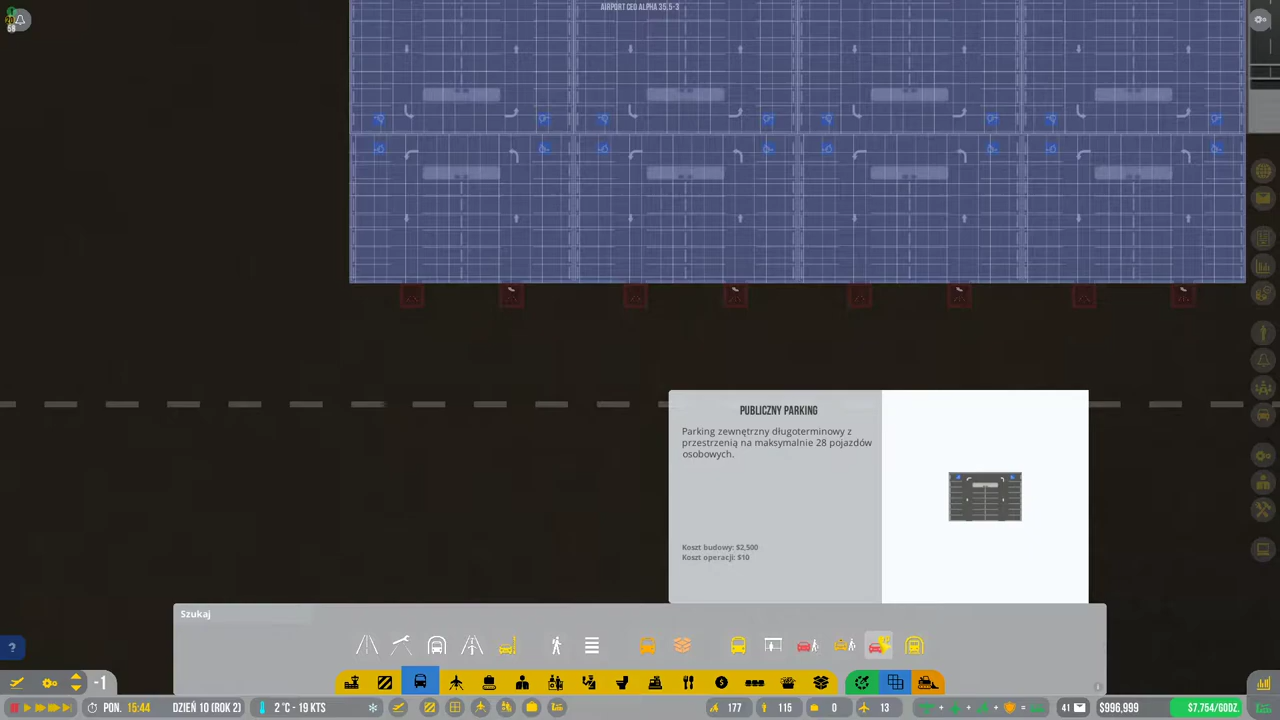 AIRPORT CEO ALPHA 35.5-3
PUBLICZNY PARKING
Parking zewnętrzny długoterminowy z
przestrzenią na maksymalnie 28 pojazdów
osobowych.
Koszt budowy: $2,500
Koszt operacji: $10
Szukaj
?
-1
PON. 15:44
DZIEŃ 10 (ROK 2)
2 °C - 19 KTS
177
115
0
13
41
$996,999
$7.754/GODZ.